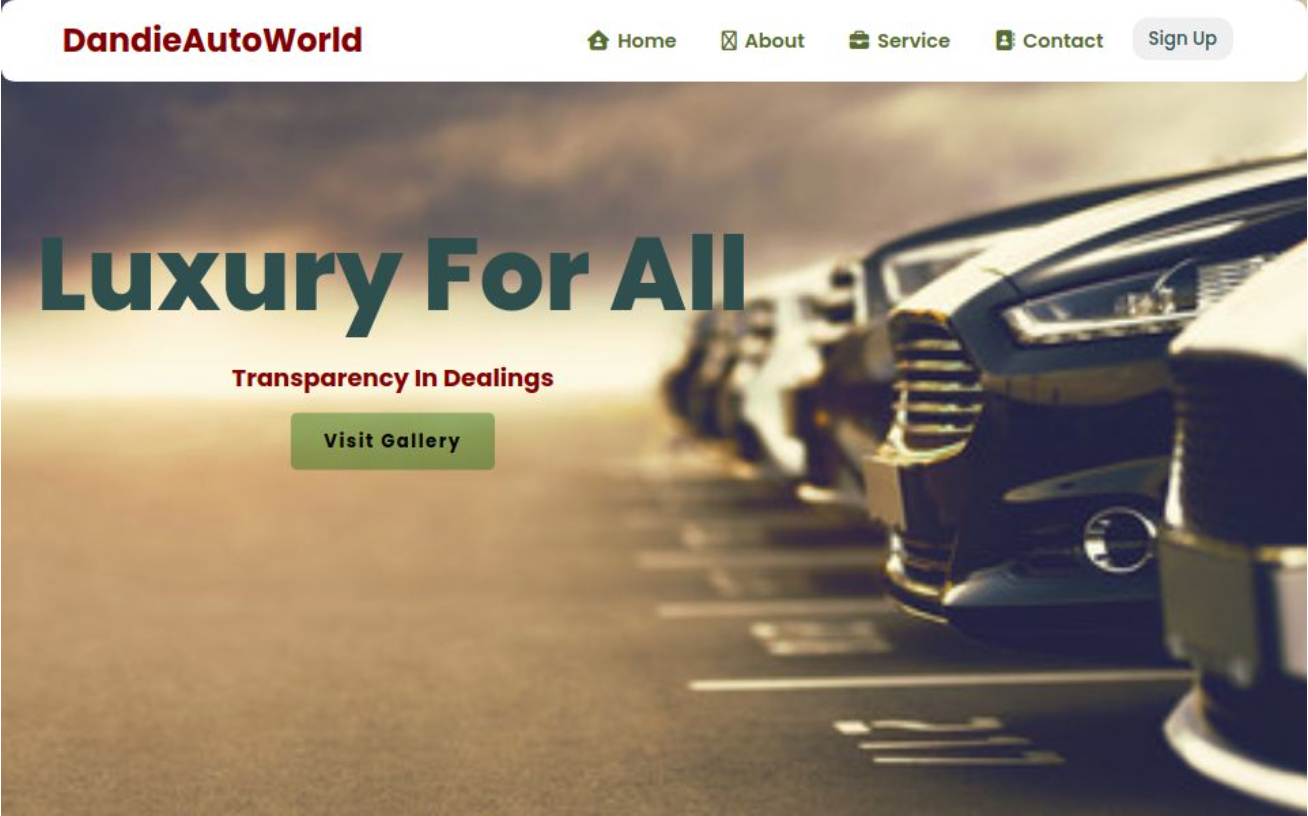 DandieAutoWorld
Home About Service Contact Sign Up
Luxury For All
Transparency In Dealings
Visit Gallery